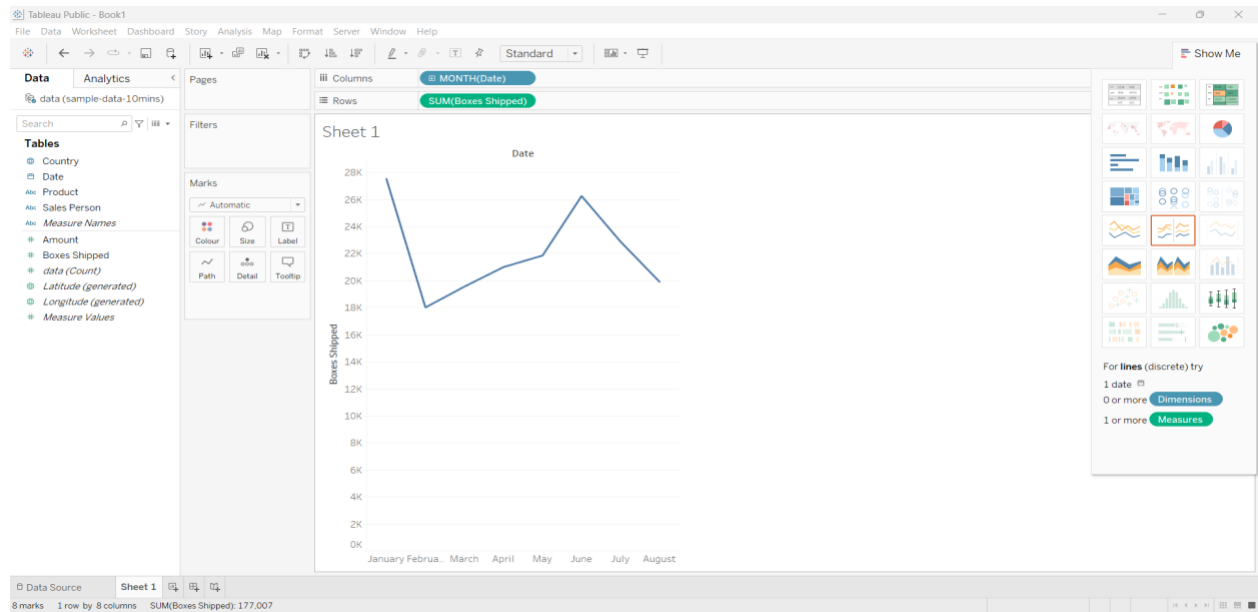 Tableau Public - Book1
File Data Worksheet Dashboard Story Analysis Map Format Server Window Help
Standard
Show Me
Data Analytics
data (sample-data-10mins)
Search
Tables
Country
Date
Abc Product
Abc Sales Person
Abc Measure Names
# Amount
# Boxes Shipped
# data (Count)
Latitude (generated)
Longitude (generated)
# Measure Values
Pages
Filters
Marks
Automatic
Colour Size Label
Path Detail Tooltip
Columns MONTH(Date)
Rows SUM(Boxes Shipped)
Sheet 1
Date
28K
26K
24K
22K
20K
18K
16K
14K
12K
10K
8K
6K
4K
2K
0K
Boxes Shipped
January Februa.. March April May June July August
For lines (discrete) try
1 date
0 or more Dimensions
1 or more Measures
Data Source Sheet 1
8 marks 1 row by 8 columns SUM(Boxes Shipped): 177,007